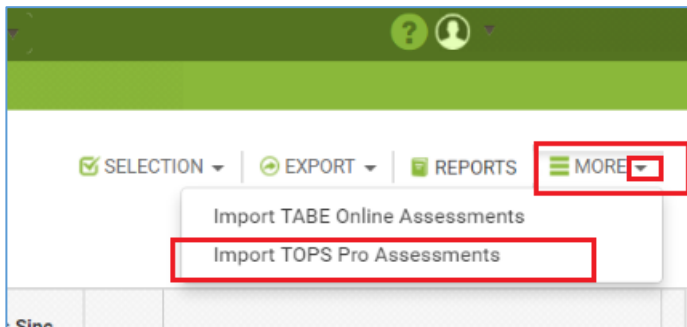 ?
SELECTION EXPORT REPORTS MORE
Import TABE Online Assessments
Import TOPS Pro Assessments